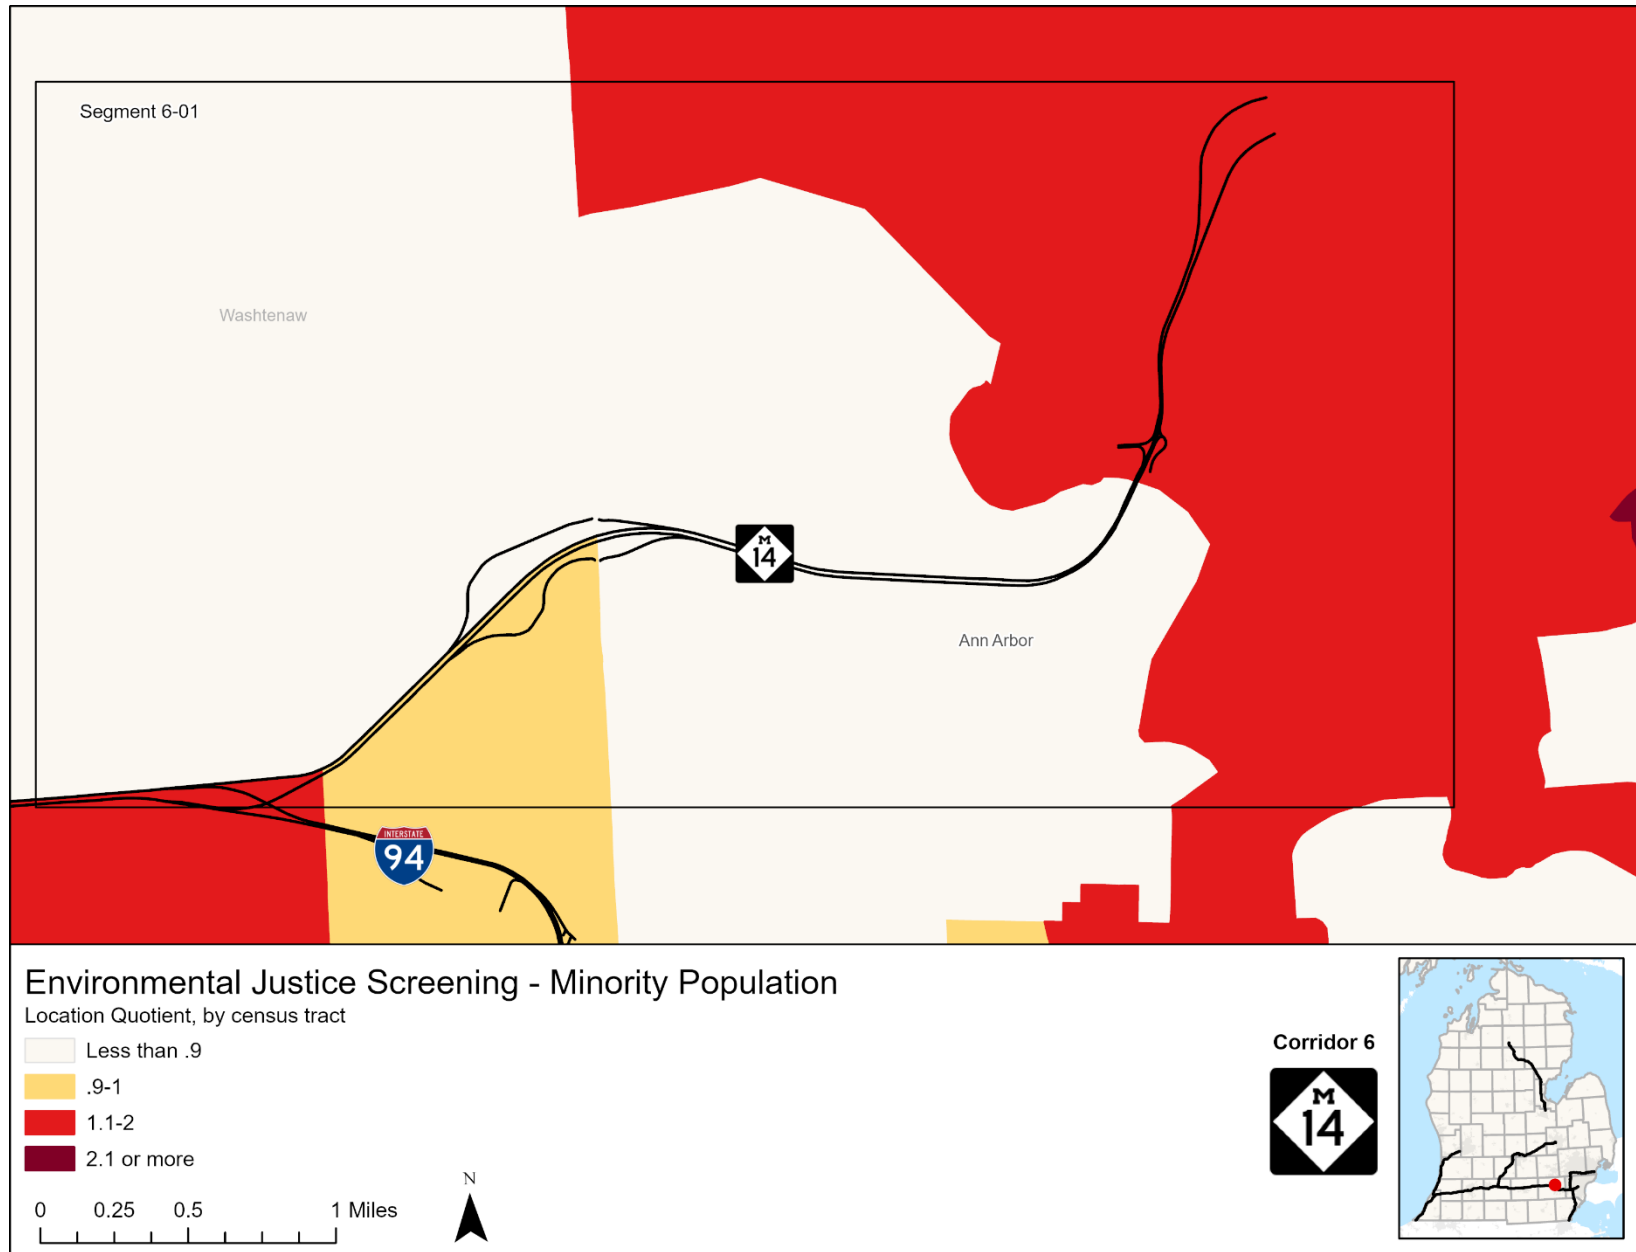 Segment 6-01
Washtenaw
M
14
Ann Arbor
INTERSTATE
94
Environmental Justice Screening - Minority Population
Location Quotient, by census tract
Less than .9
.9-1
1.1-2
2.1 or more
N
0 0.25 0.5 1 Miles
Corridor 6
M
14